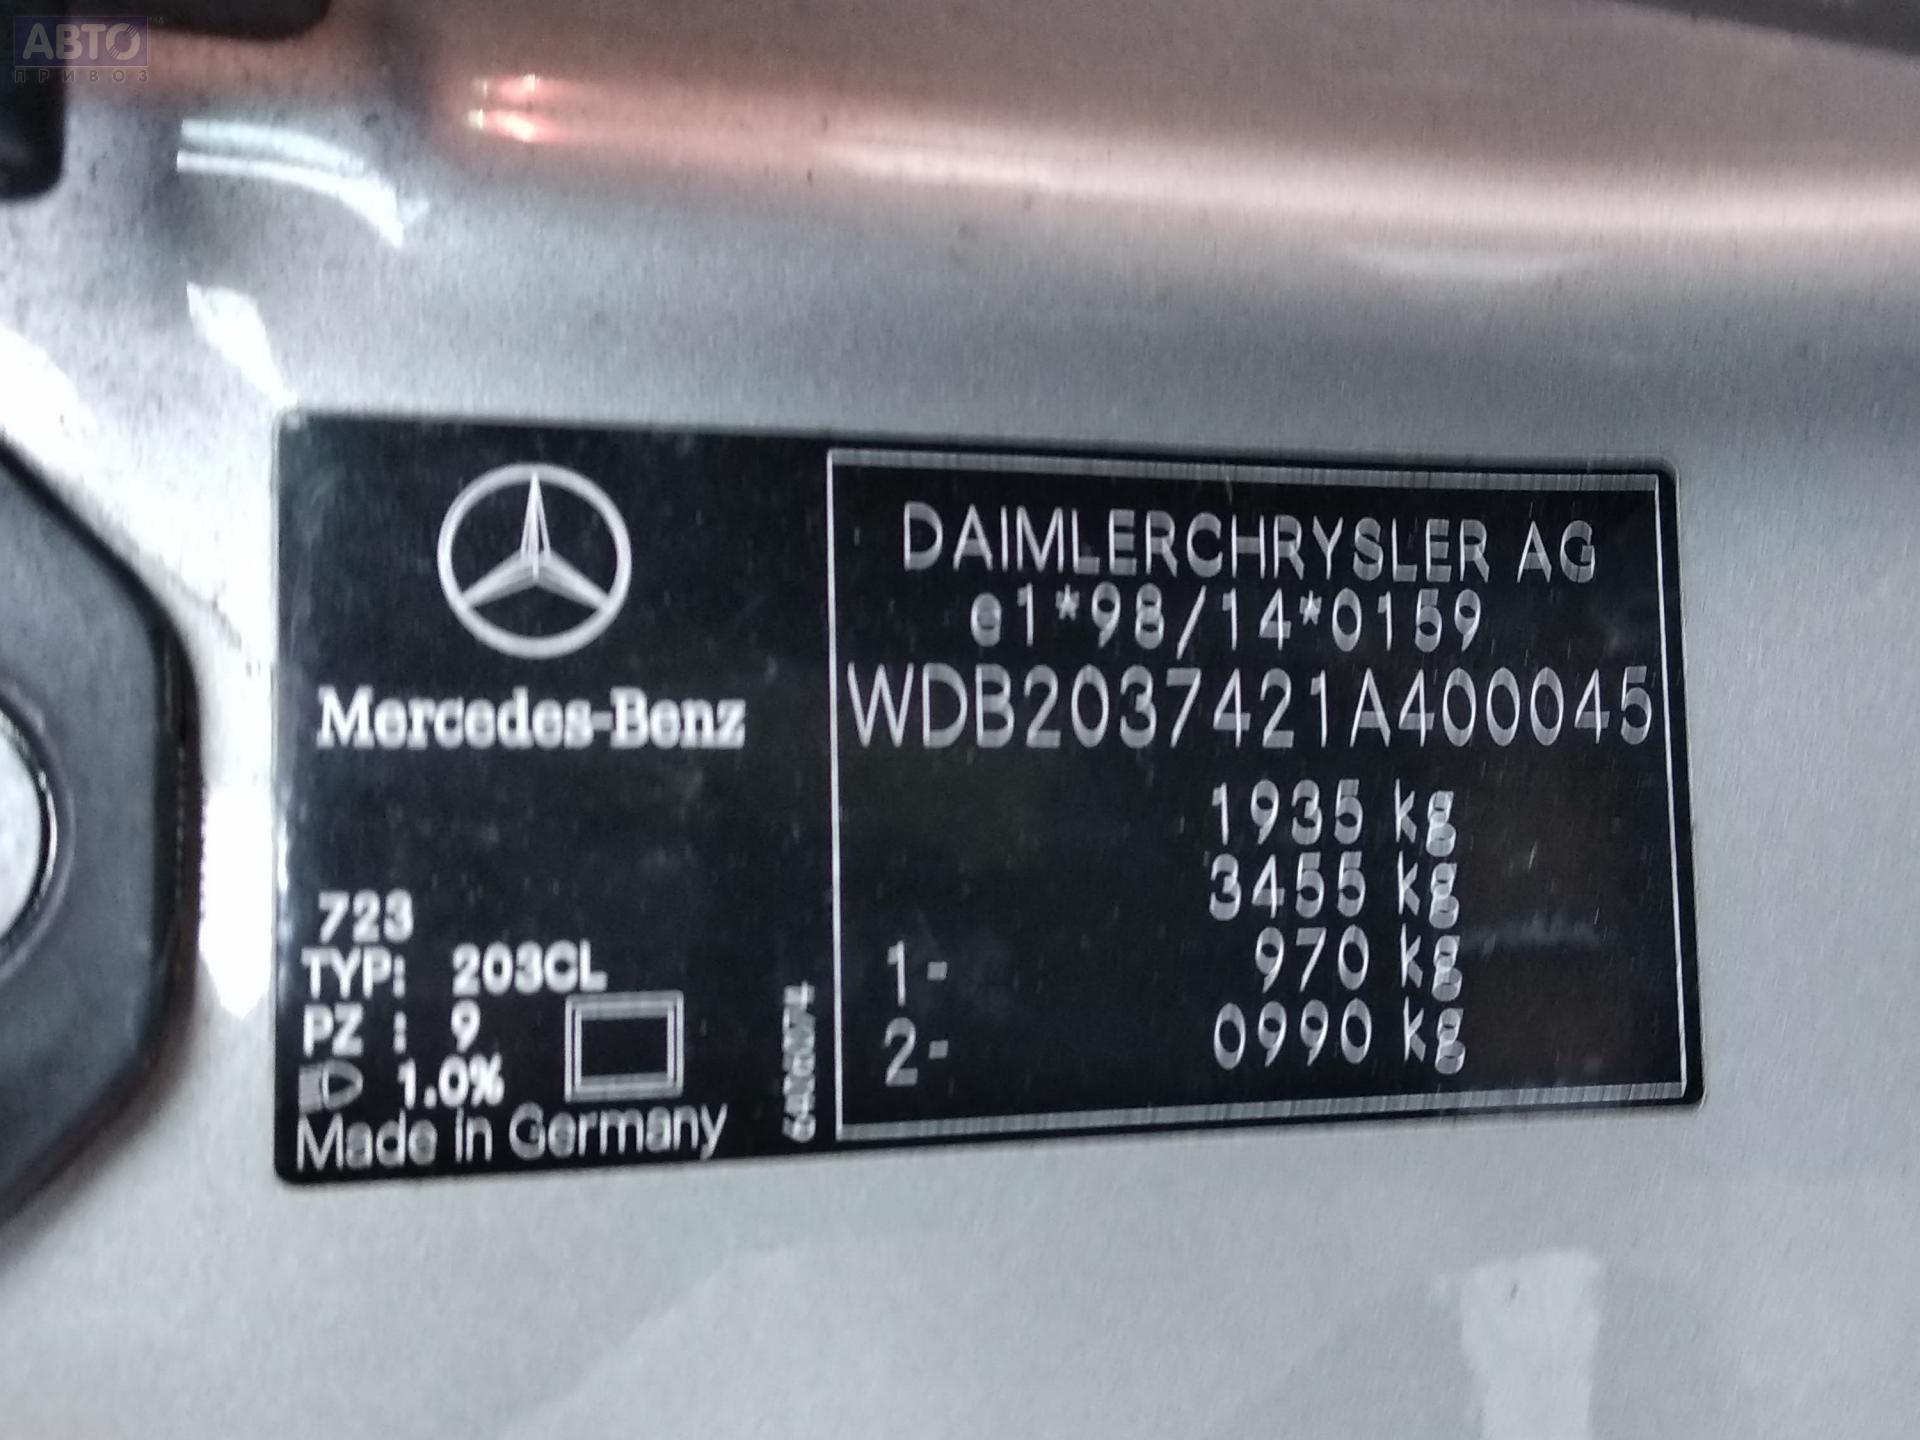 АВТО
ПРИВОЗ
Mercedes-Benz
723
TYP: 203CL
PZ : 9
1.0%
Made in Germany
DAIMLERCHRYSLER AG
e1*98/14*0159
WDB2037421A400045
1935 kg
3455 kg
1- 970 kg
2- 0990 kg